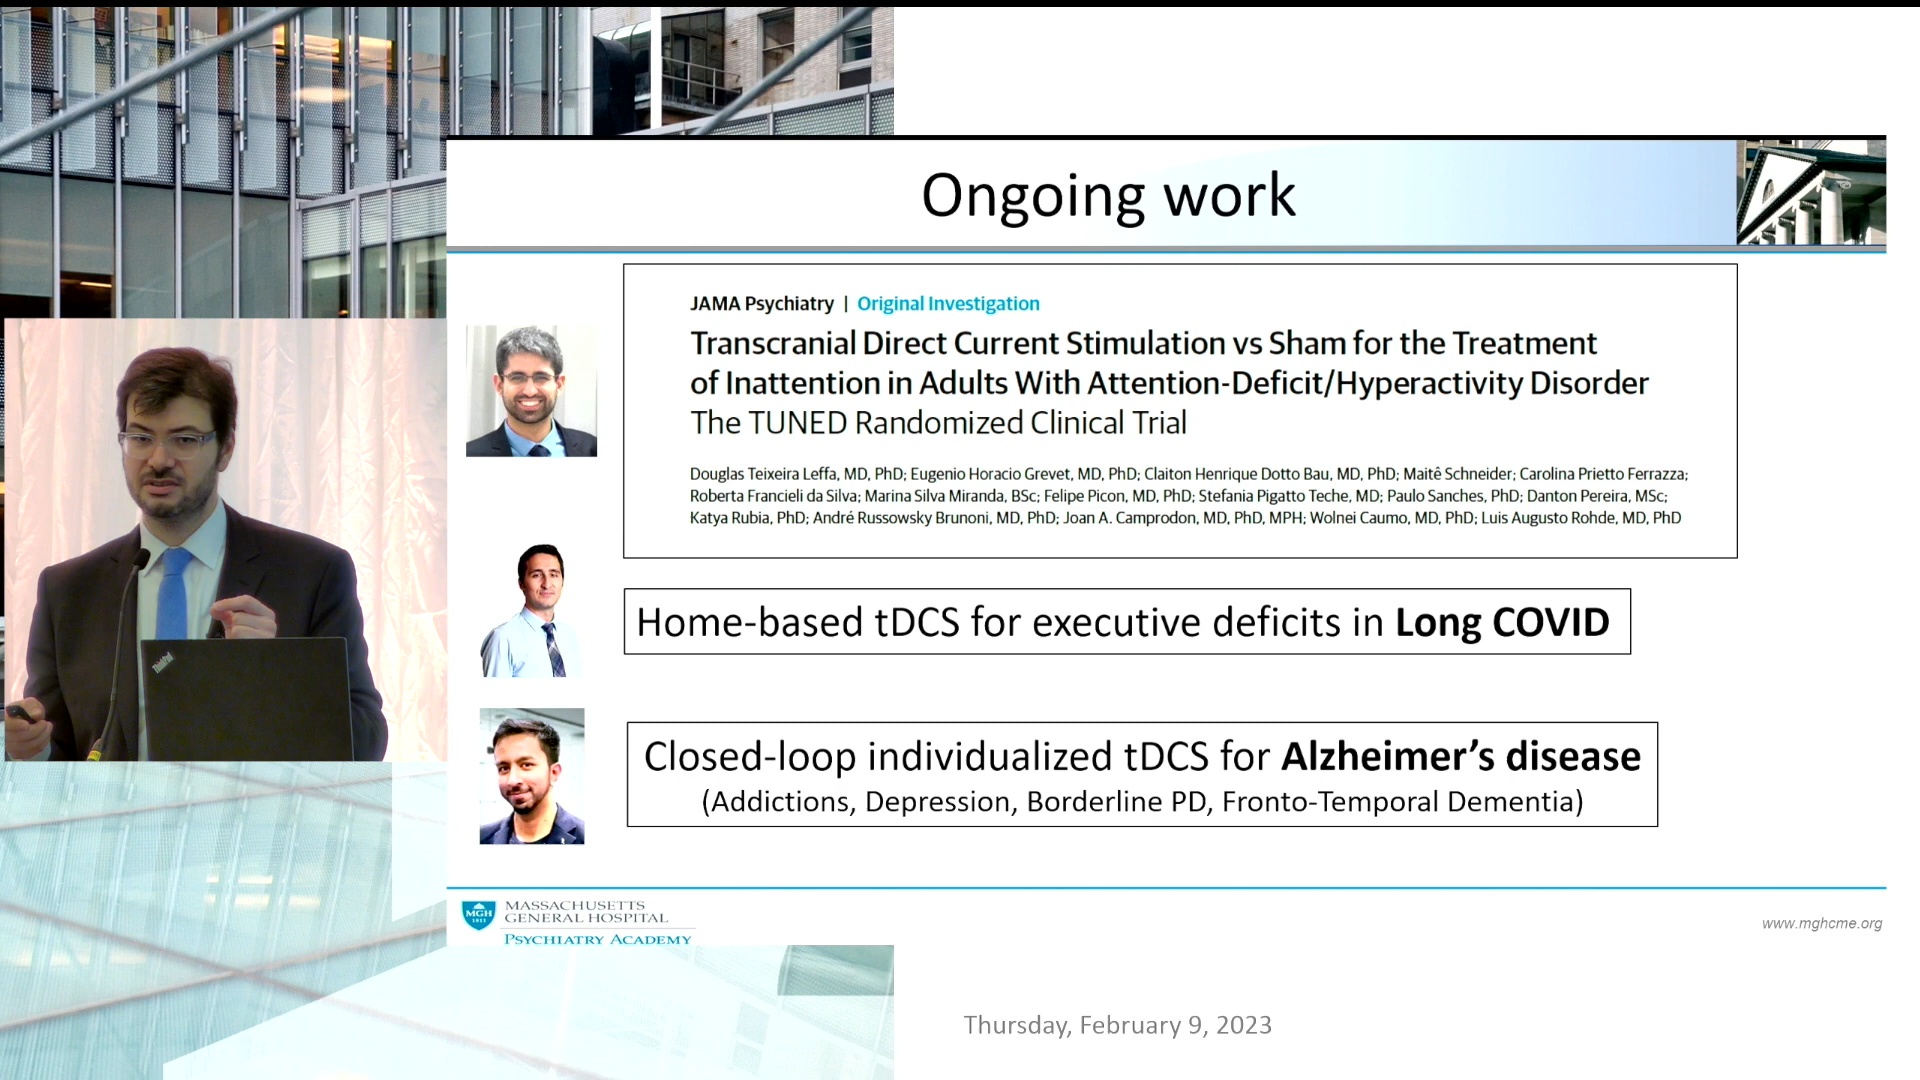 Ongoing work
JAMA Psychiatry | Original Investigation
Transcranial Direct Current Stimulation vs Sham for the Treatment
of Inattention in Adults With Attention-Deficit/Hyperactivity Disorder
The TUNED Randomized Clinical Trial
Douglas Teixeira Leffa, MD, PhD; Eugenio Horacio Grevet, MD, PhD; Claiton Henrique Dotto Bau, MD, PhD; Maitê Schneider; Carolina Prietto Ferrazza;
Roberta Francieli da Silva; Marina Silva Miranda, BSc; Felipe Picon, MD, PhD; Stefania Pigatto Teche, MD; Paulo Sanches, PhD; Danton Pereira, MSc;
Katya Rubia, PhD; André Russowsky Brunoni, MD, PhD; Joan A. Camprodon, MD, PhD, MPH; Wolnei Caumo, MD, PhD; Luis Augusto Rohde, MD, PhD
Home-based tDCS for executive deficits in Long COVID
ThinkPad
Closed-loop individualized tDCS for Alzheimer's disease
(Addictions, Depression, Borderline PD, Fronto-Temporal Dementia)
MGH
1811
MASSACHUSETTS
GENERAL HOSPITAL
PSYCHIATRY ACADEMY
www.mghcme.org
Thursday, February 9, 2023